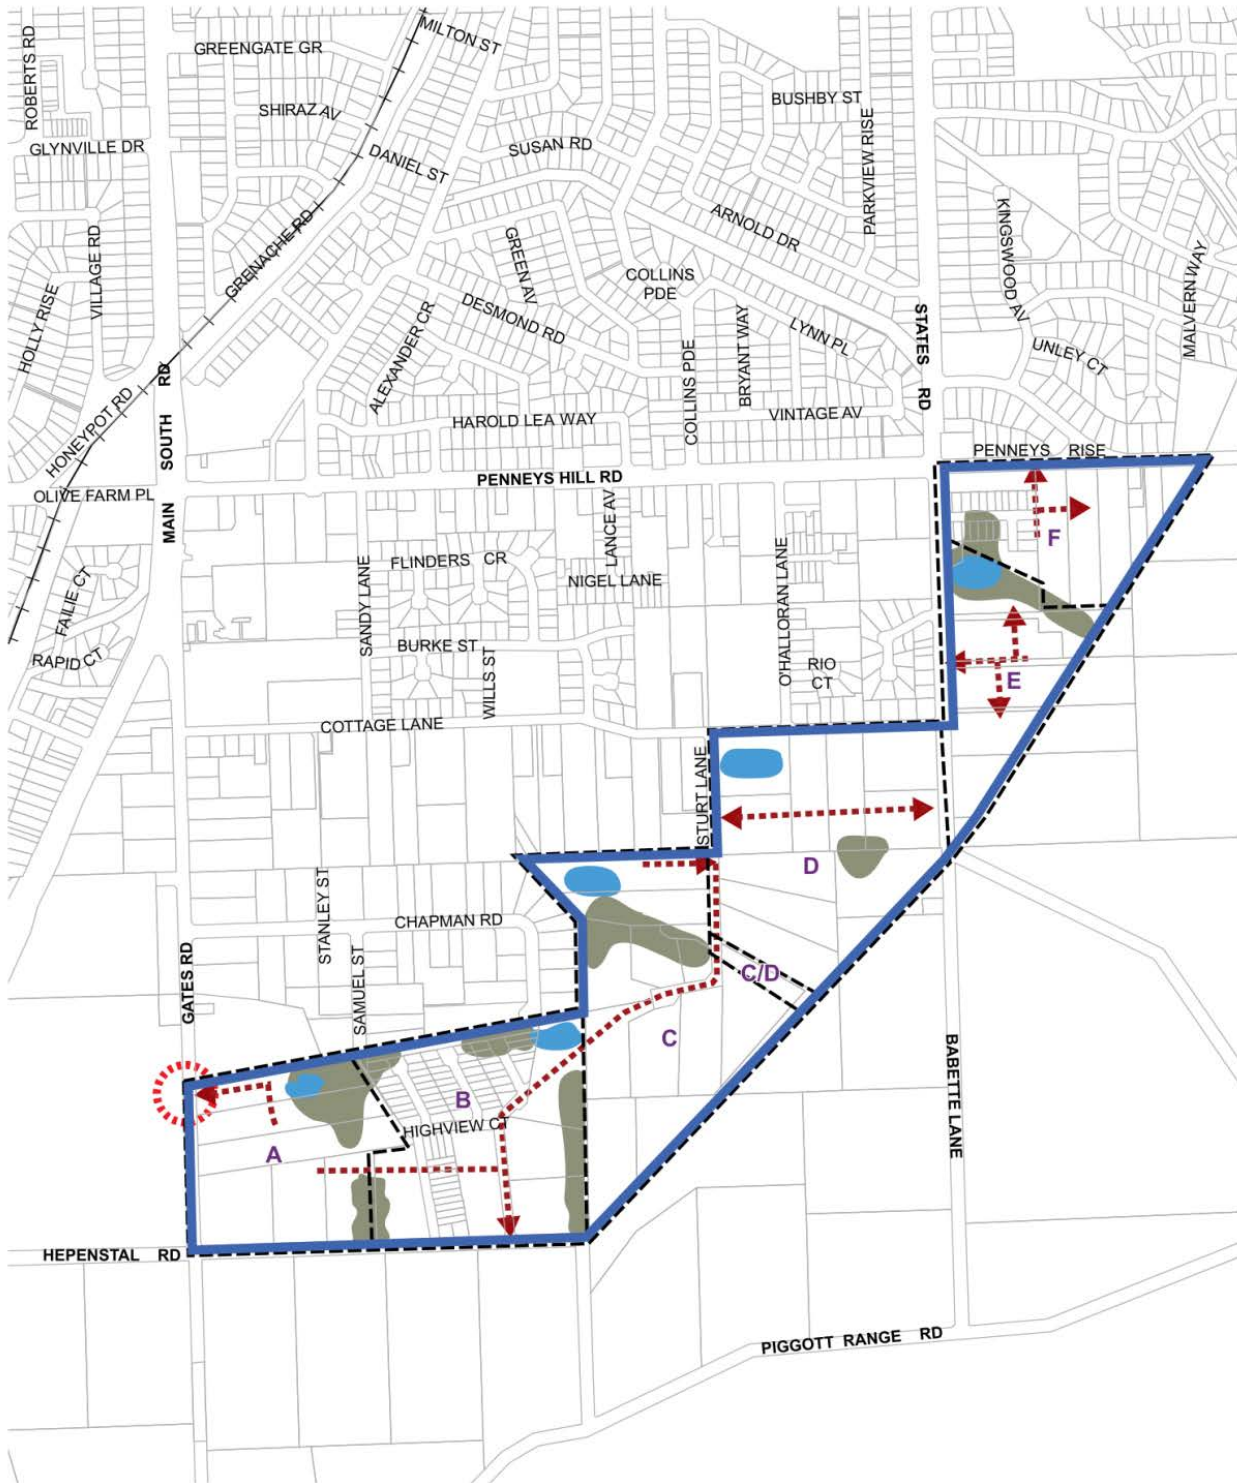 ROBERTS RD
GREENGATE GR
MILTON ST
SHIRAZ AV
BUSHBY ST
GLYNVILLE DR
DANIEL ST
SUSAN RD
PARKVIEW RISE
ARNOLD DR
KINGSWOOD AV
VILLAGE RD
GRENACHE RD
GREEN AV
COLLINS
PDE
MALVERN WAY
HOLLY RISE
DESMOND RD
ALEXANDER CR
BRYANT WAY
LYNN PL
STATES RD
UNLEY CT
COLLINS PDE
HONEYPOT RD
MAIN SOUTH RD
HAROLD LEA WAY
VINTAGE AV
PENNEYS RISE
PENNEYS HILL RD
OLIVE FARM PL
LANCE AV
F
FLINDERS CR
NIGEL LANE
SANDY LANE
O'HALLORAN LANE
FAILIE CT
RAPID CT
BURKE ST
WILLS ST
RIO
CT
E
COTTAGE LANE
STURT LANE
D
STANLEY ST
CHAPMAN RD
SAMUEL ST
GATES RD
C/D
C
BABETTE LANE
B
HIGHVIEW CT
A
HEPENSTAL RD
PIGGOTT RANGE RD